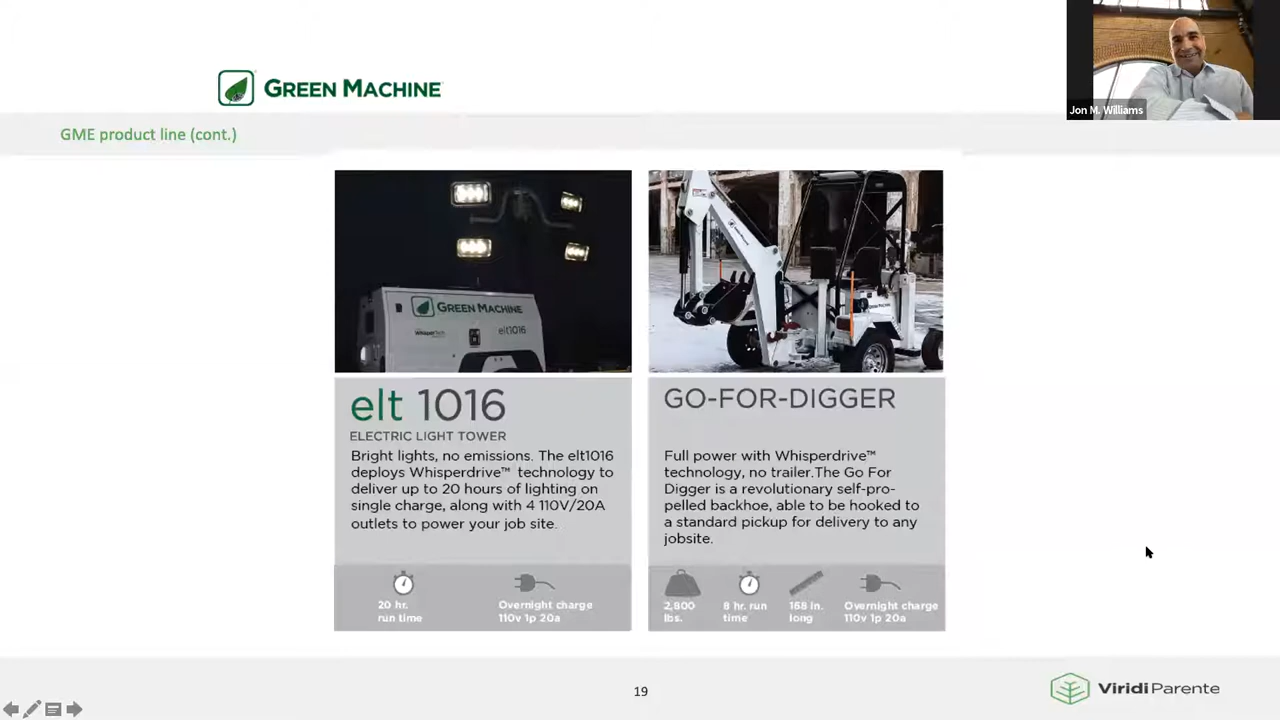 GREEN MACHINE
Jon M. Williams
GME product line (cont.)
GREEN MACHINE
elt1016
elt 1016
ELECTRIC LIGHT TOWER
Bright lights, no emissions. The elt1016
deploys Whisperdrive™ technology to
deliver up to 20 hours of lighting on
single charge, along with 4 110V/20A
outlets to power your job site.
20 hr.
run time
Overnight charge
110v 1p 20a
GO-FOR-DIGGER
Full power with Whisperdrive™
technology, no trailer.The Go For
Digger is a revolutionary self-pro-
pelled backhoe, able to be hooked to
a standard pickup for delivery to any
jobsite.
2,800
lbs.
8 hr. run
time
168 in.
long
Overnight charge
110v 1p 20a
19
ViridiParente